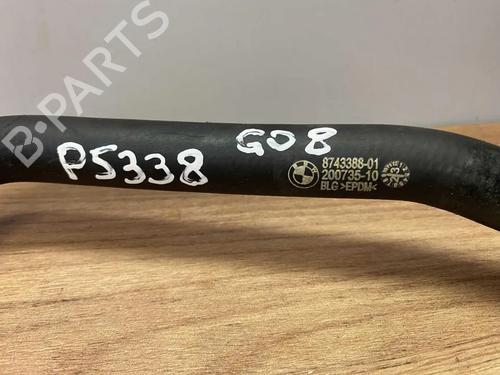 B-PARTS
P5338
G08
8743388-01
200735-10
BLG >EPDM<